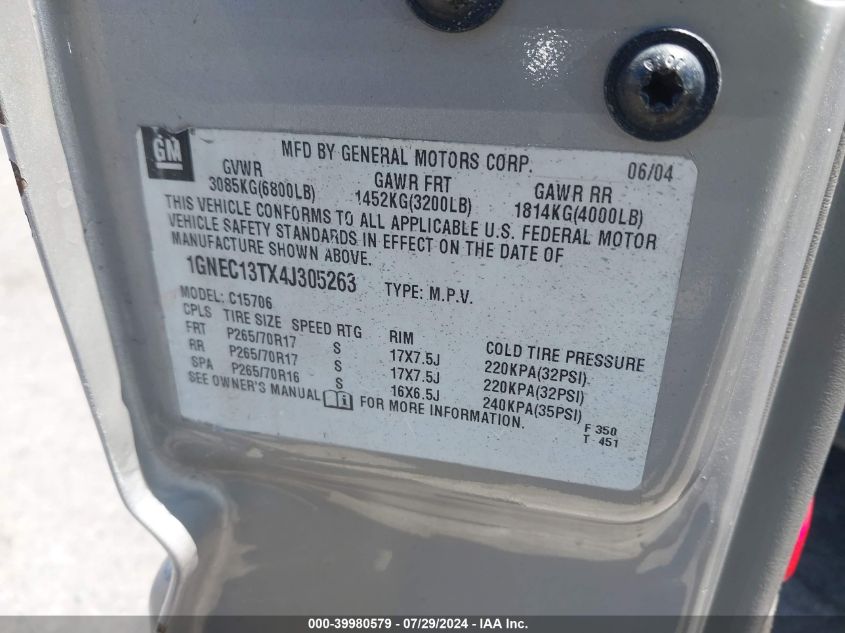 GM
MFD BY GENERAL MOTORS CORP. 06/04
GVWR GAWR FRT GAWR RR
3085KG(6800LB) 1452KG(3200LB) 1814KG(4000LB)
THIS VEHICLE CONFORMS TO ALL APPLICABLE U.S. FEDERAL MOTOR
VEHICLE SAFETY STANDARDS IN EFFECT ON THE DATE OF
MANUFACTURE SHOWN ABOVE.
1GNEC13TX4J305263 TYPE: M.P.V.
MODEL: C15706
CPLS TIRE SIZE SPEED RTG RIM COLD TIRE PRESSURE
FRT P265/70R17 S 17X7.5J 220KPA(32PSI)
RR P265/70R17 S 17X7.5J 220KPA(32PSI)
SPA P265/70R16 S 16X6.5J 240KPA(35PSI)
SEE OWNER'S MANUAL i FOR MORE INFORMATION.
F 350
T 451
000-39980579 / 07/29/2024 - IAA Inc.